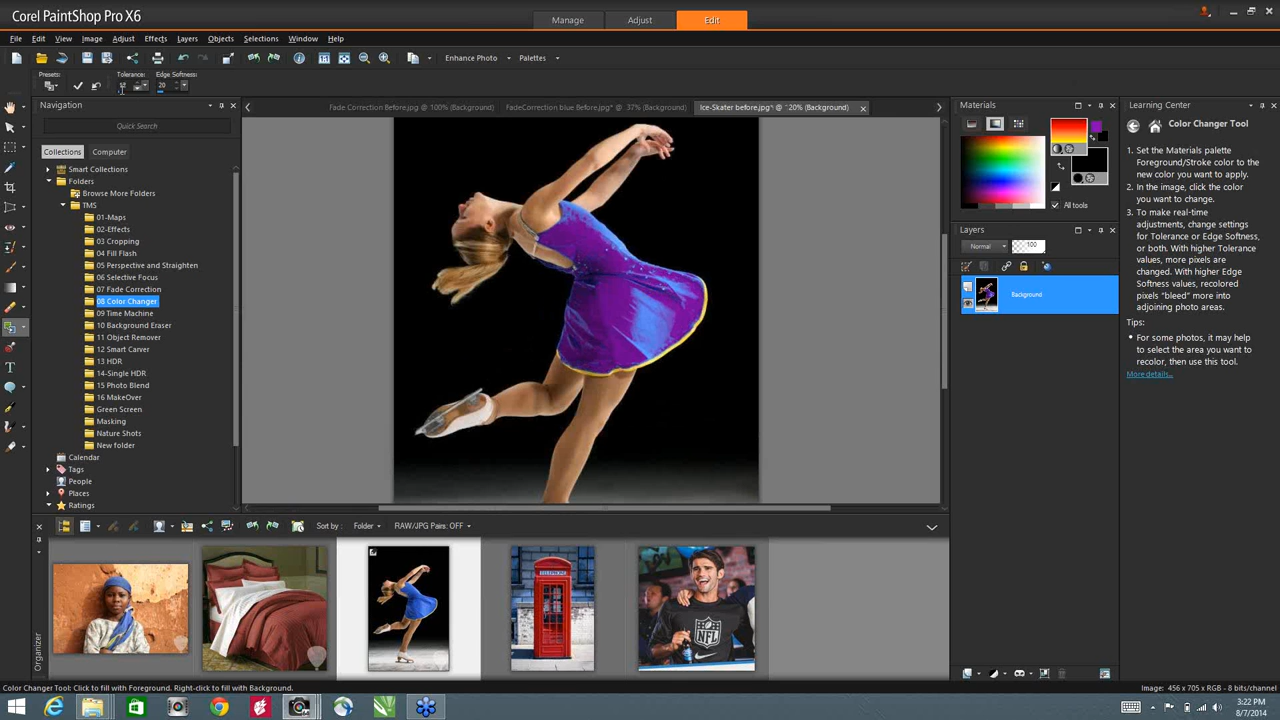 Corel PaintShop Pro X6
Manage
Adjust
Edit
File Edit View Image Adjust Effects Layers Objects Selections Window Help
Enhance Photo
Palettes
Presets:
Tolerance:
Edge Softness:
20
Navigation
Quick Search
Collections
Computer
Smart Collections
Folders
Browse More Folders
TMS
01-Maps
02-Effects
03 Cropping
04 Fill Flash
05 Perspective and Straighten
06 Selective Focus
07 Fade Correction
08 Color Changer
09 Time Machine
10 Background Eraser
11 Object Remover
12 Smart Carver
13 HDR
14-Single HDR
15 Photo Blend
16 MakeOver
Green Screen
Masking
Nature Shots
New folder
Calendar
Tags
People
Places
Ratings
Fade Correction Before.jpg @ 100% (Background)
FadeCorrection blue Before.jpg* @ 37% (Background)
Ice-Skater before.jpg* @ 120% (Background)
Materials
All tools
Layers
Normal
100
Background
Learning Center
Color Changer Tool
1. Set the Materials palette
Foreground/Stroke color to the
new color you want to apply.
2. In the image, click the color
you want to change.
3. To make real-time
adjustments, change settings
for Tolerance or Edge Softness,
or both. With higher Tolerance
values, more pixels are
changed. With higher Edge
Softness values, recolored
pixels "bleed" more into
adjoining photo areas.
Tips:
• For some photos, it may help
to select the area you want to
recolor, then use this tool.
More details...
Sort by : Folder
RAW/JPG Pairs: OFF
Organizer
TELEPHONE
NFL
Color Changer Tool: Click to fill with Foreground. Right-click to fill with Background.
Image: 456 x 705 x RGB - 8 bits/channel
3:22 PM
8/7/2014